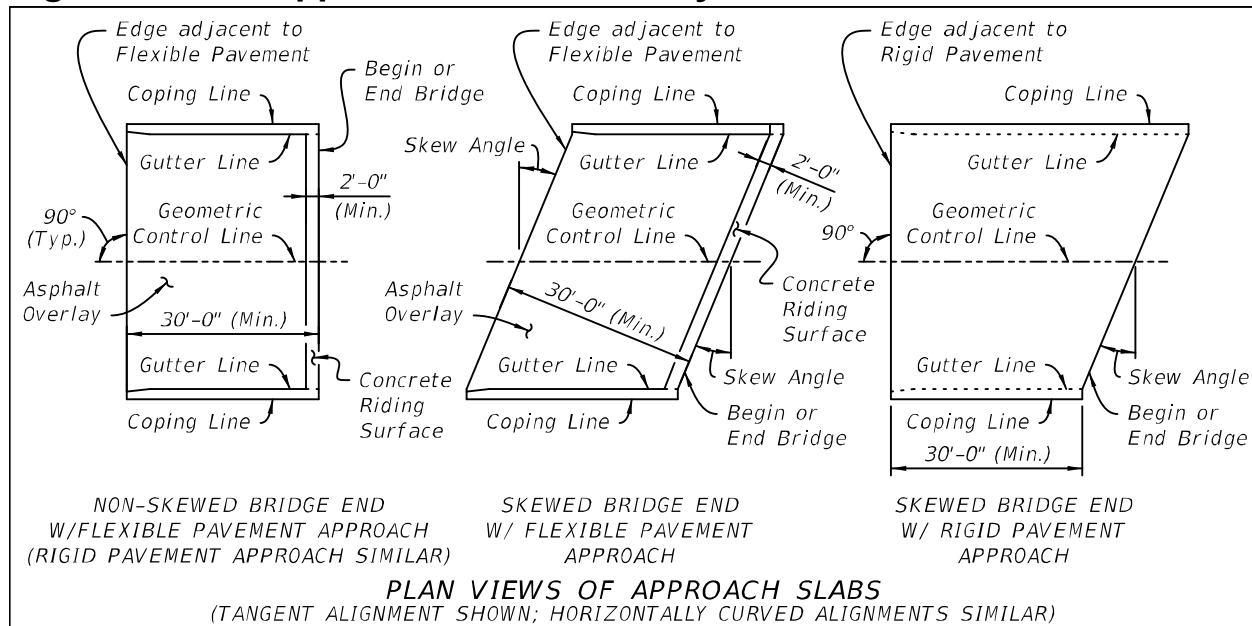 Edge adjacent to
Flexible Pavement
Begin or
End Bridge
Coping Line
Gutter Line
2'-0"
(Min.)
90°
(Typ.)
Geometric
Control Line
Asphalt
Overlay
30'-0" (Min.)
Gutter Line
Concrete
Riding
Surface
Coping Line
NON-SKEWED BRIDGE END
W/FLEXIBLE PAVEMENT APPROACH
(RIGID PAVEMENT APPROACH SIMILAR)
Edge adjacent to
Flexible Pavement
Coping Line
Skew Angle
Gutter Line
2'-0"
(Min.)
Geometric
Control Line
Asphalt
Overlay
30'-0" (Min.)
Concrete
Riding
Surface
Gutter Line
Skew Angle
Coping Line
Begin or
End Bridge
SKEWED BRIDGE END
W/ FLEXIBLE PAVEMENT
APPROACH
Edge adjacent to
Rigid Pavement
Coping Line
Gutter Line
90°
Geometric
Control Line
Gutter Line
Skew Angle
Coping Line
Begin or
End Bridge
30'-0" (Min.)
SKEWED BRIDGE END
W/ RIGID PAVEMENT
APPROACH
PLAN VIEWS OF APPROACH SLABS
(TANGENT ALIGNMENT SHOWN; HORIZONTALLY CURVED ALIGNMENTS SIMILAR)